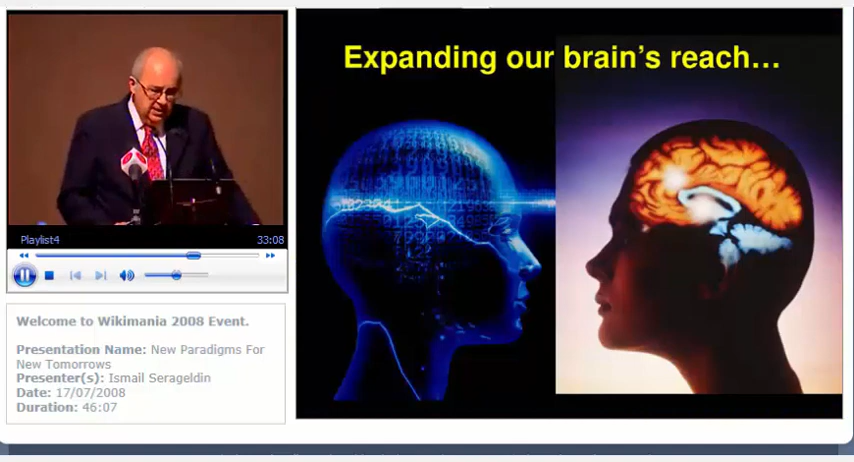 Expanding our brain's reach...
Playlist4
33:08
Welcome to Wikimania 2008 Event.
Presentation Name: New Paradigms For
New Tomorrows
Presenter(s): Ismail Serageldin
Date: 17/07/2008
Duration: 46:07